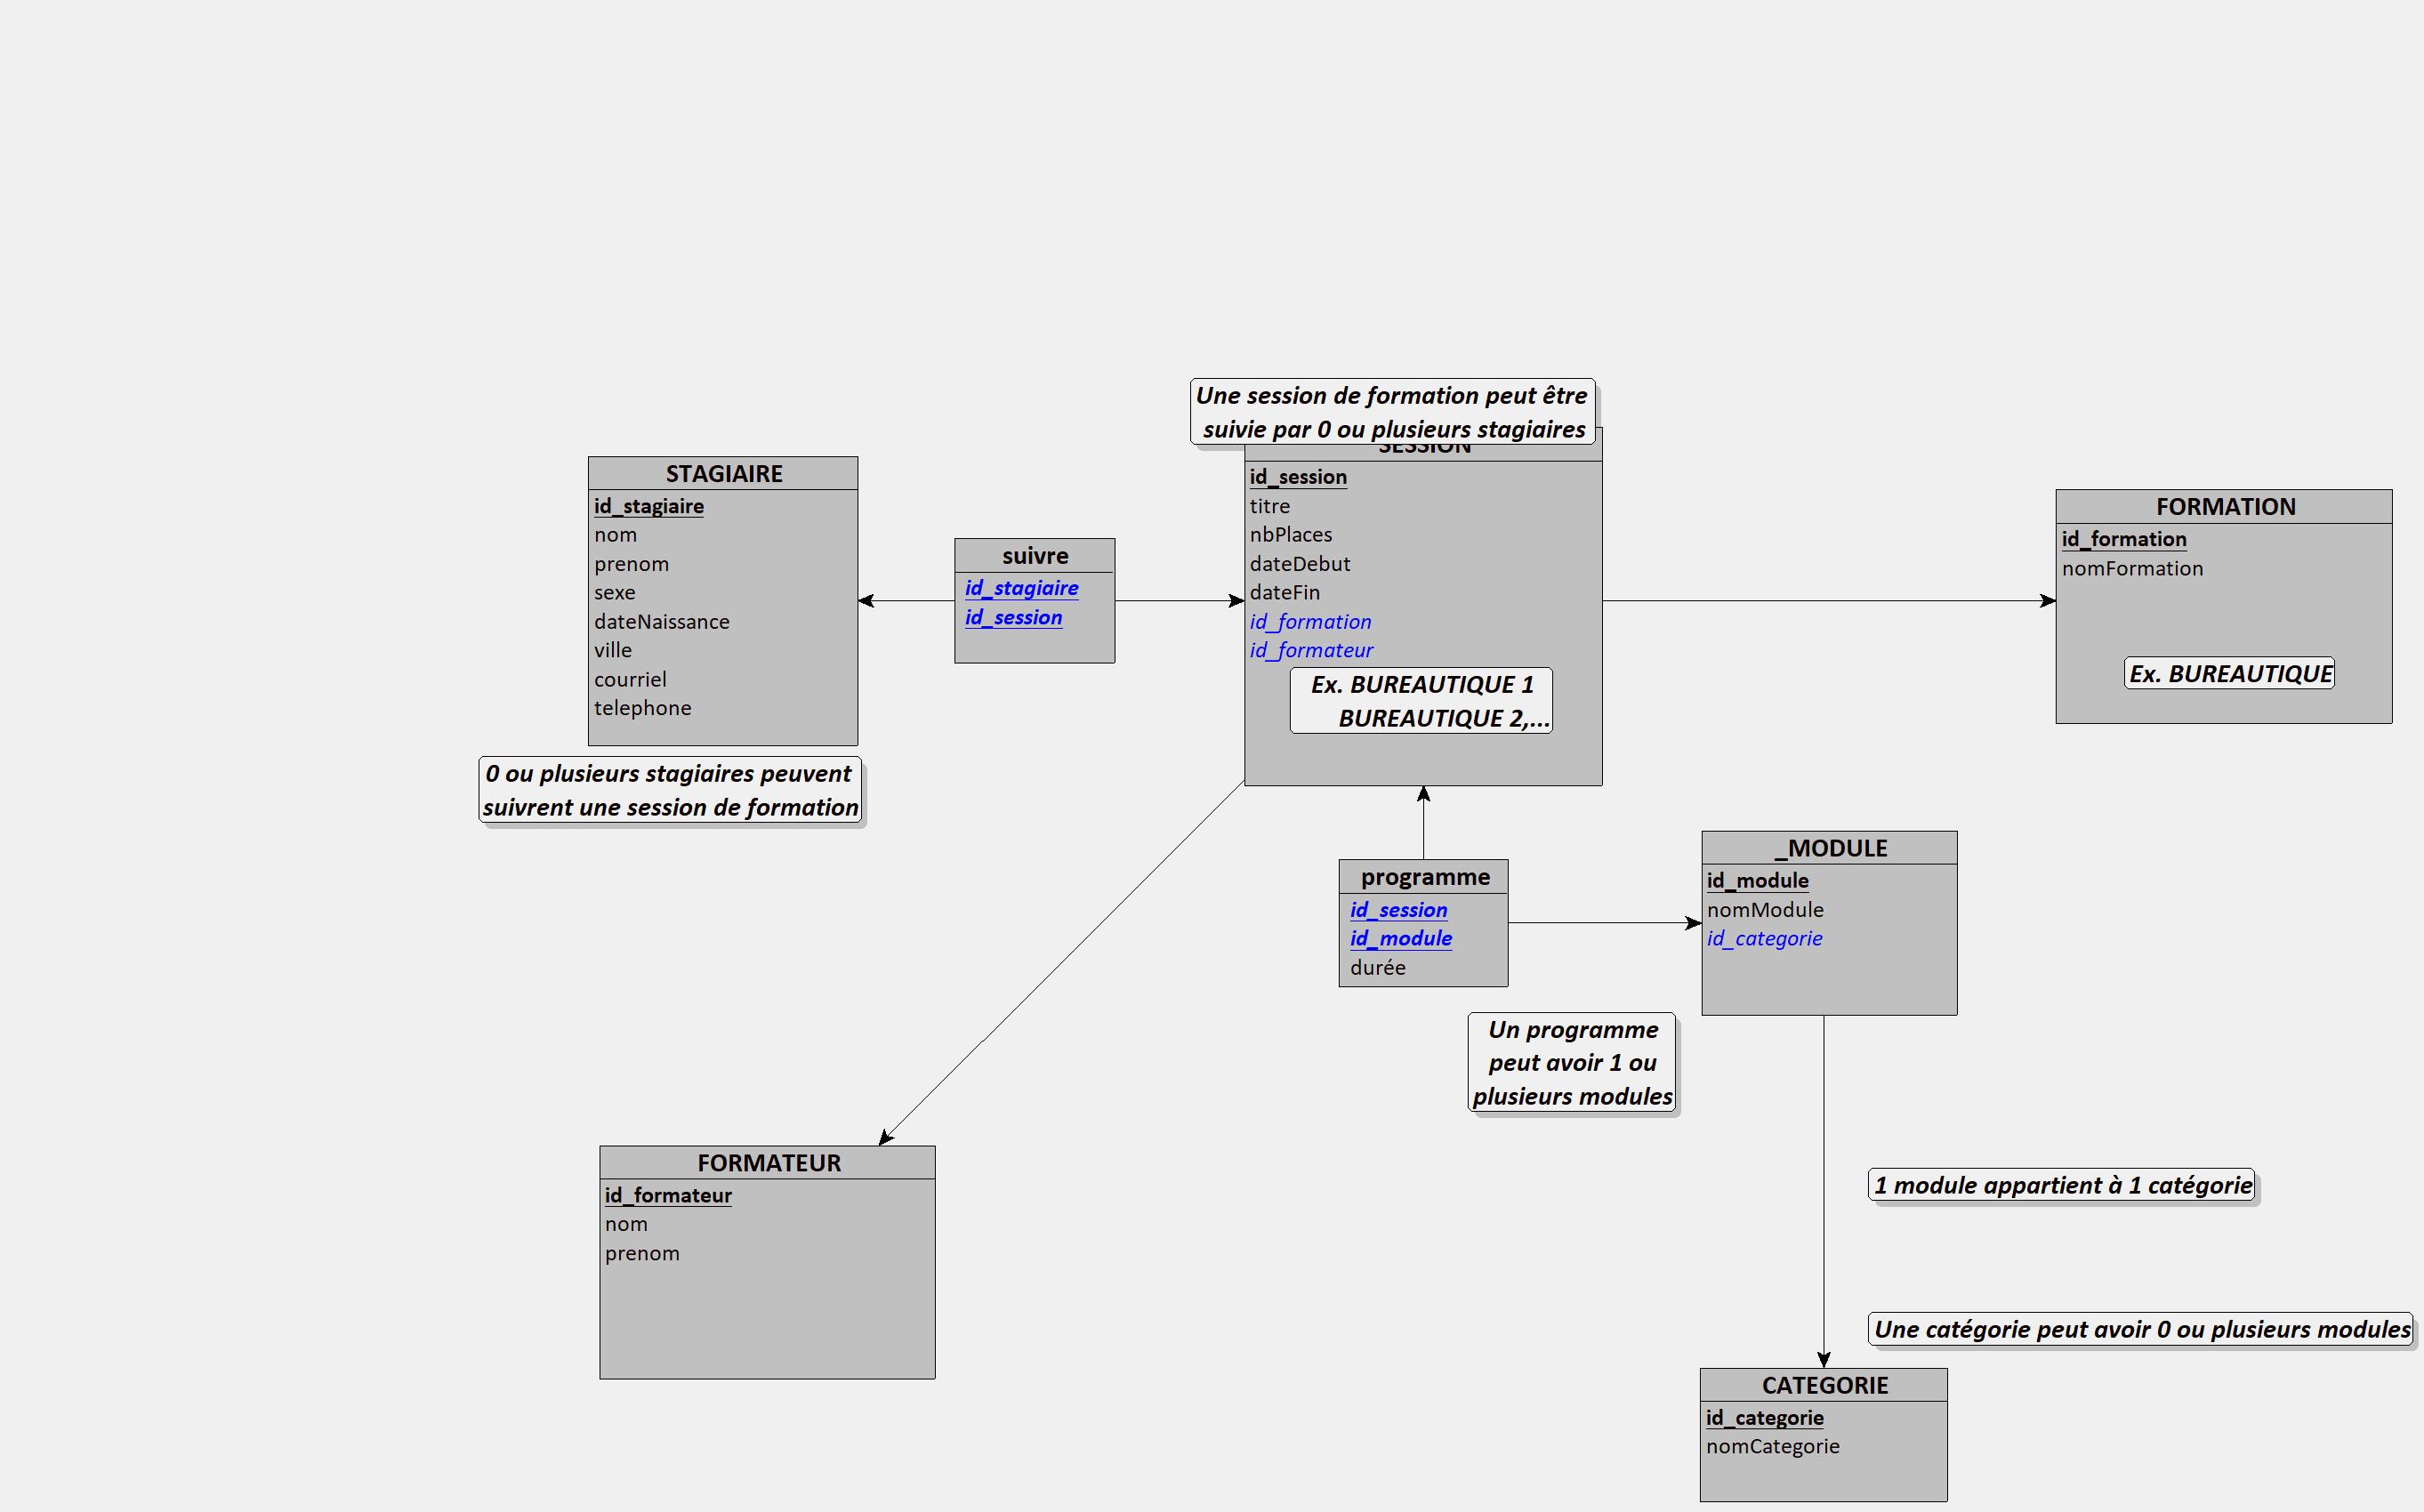 Une session de formation peut être
suivie par 0 ou plusieurs stagiaires
SESSION
id_session
titre
nbPlaces
dateDebut
dateFin
id_formation
id_formateur
Ex. BUREAUTIQUE 1
BUREAUTIQUE 2,...
STAGIAIRE
id_stagiaire
nom
prenom
sexe
dateNaissance
ville
courriel
telephone
0 ou plusieurs stagiaires peuvent
suivrent une session de formation
suivre
id_stagiaire
id_session
FORMATION
id_formation
nomFormation
Ex. BUREAUTIQUE
programme
id_session
id_module
durée
Un programme
peut avoir 1 ou
plusieurs modules
_MODULE
id_module
nomModule
id_categorie
1 module appartient à 1 catégorie
Une catégorie peut avoir 0 ou plusieurs modules
FORMATEUR
id_formateur
nom
prenom
CATEGORIE
id_categorie
nomCategorie